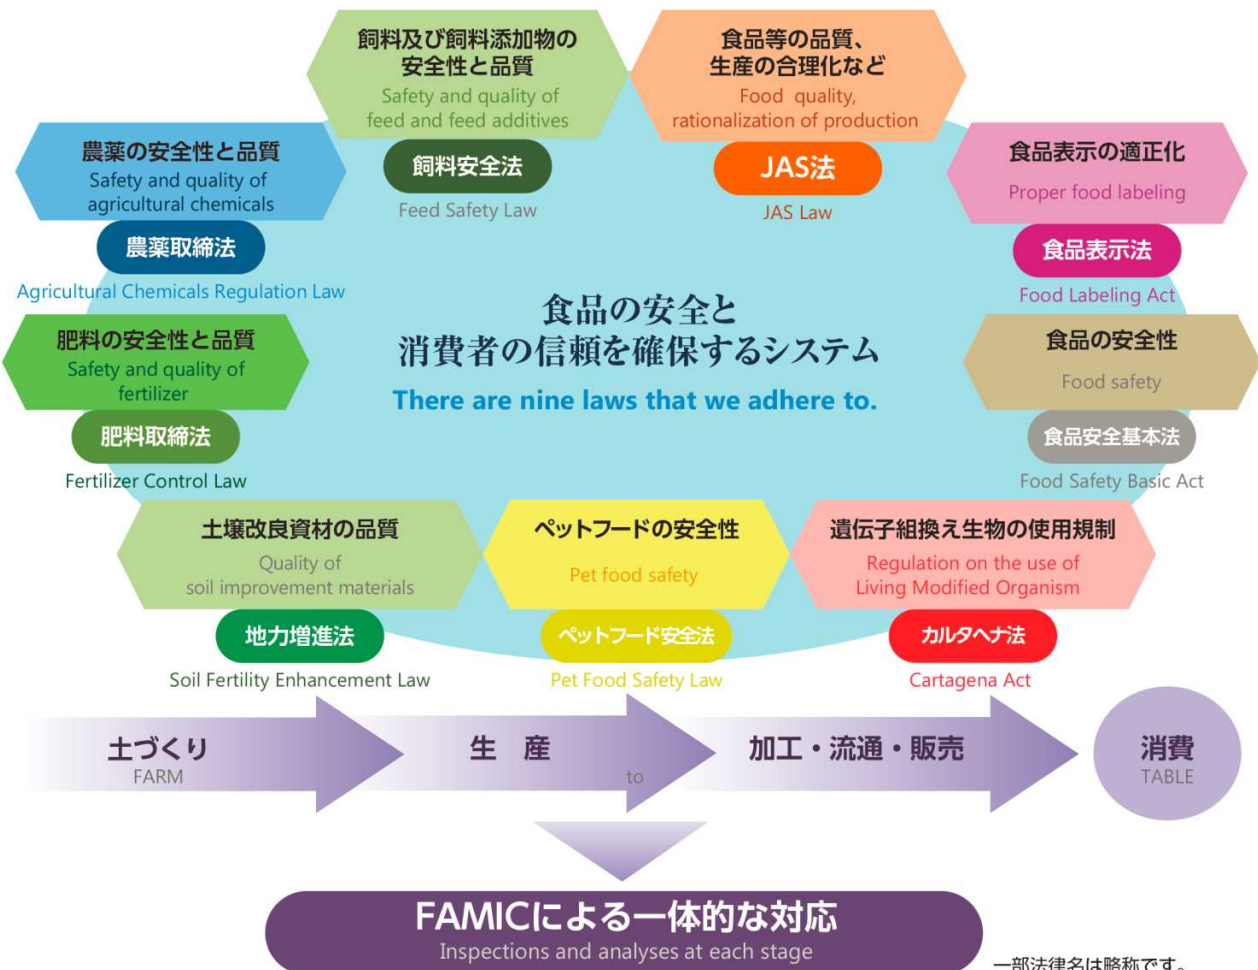 飼料及び飼料添加物の
安全性と品質
Safety and quality of
feed and feed additives
飼料安全法
Feed Safety Law
食品等の品質、
生産の合理化など
Food quality,
rationalization of production
JAS法
JAS Law
農薬の安全性と品質
Safety and quality of
agricultural chemicals
農薬取締法
Agricultural Chemicals Regulation Law
食品表示の適正化
Proper food labeling
食品表示法
Food Labeling Act
食品の安全と
消費者の信頼を確保するシステム
There are nine laws that we adhere to.
肥料の安全性と品質
Safety and quality of
fertilizer
肥料取締法
Fertilizer Control Law
食品の安全性
Food safety
食品安全基本法
Food Safety Basic Act
土壌改良資材の品質
Quality of
soil improvement materials
地力増進法
Soil Fertility Enhancement Law
ペットフードの安全性
Pet food safety
ペットフード安全法
Pet Food Safety Law
遺伝子組換え生物の使用規制
Regulation on the use of
Living Modified Organism
カルタヘナ法
Cartagena Act
土づくり
FARM
生 産
to
加工・流通・販売
消費
TABLE
FAMICによる一体的な対応
Inspections and analyses at each stage
一部法律名は略称です。